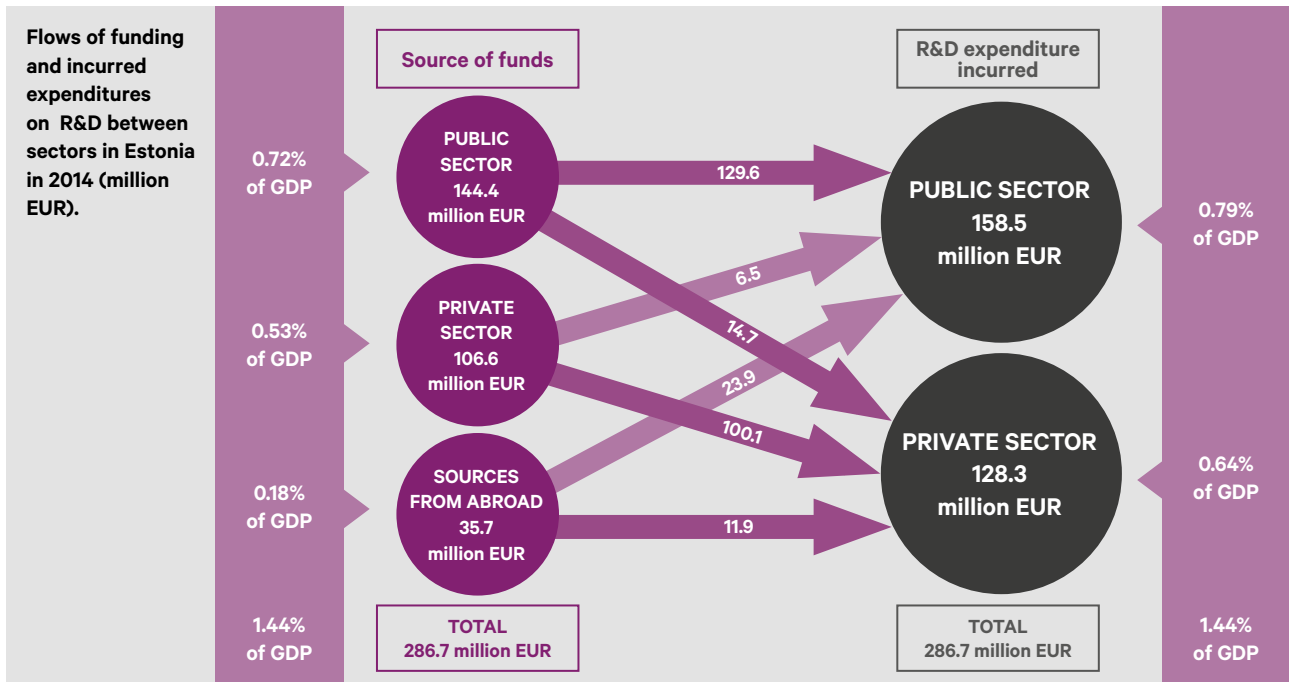 Flows of funding
and incurred
expenditures
on R&D between
sectors in Estonia
in 2014 (million
EUR).
0.72%
of GDP
0.53%
of GDP
0.18%
of GDP
1.44%
of GDP
Source of funds
PUBLIC
SECTOR
144.4
million EUR
PRIVATE
SECTOR
106.6
million EUR
SOURCES
FROM ABROAD
35.7
million EUR
TOTAL
286.7 million EUR
129.6
6.5
14.7
23.9
100.1
11.9
R&D expenditure
incurred
PUBLIC SECTOR
158.5
million EUR
PRIVATE SECTOR
128.3
million EUR
TOTAL
286.7 million EUR
0.79%
of GDP
0.64%
of GDP
1.44%
of GDP